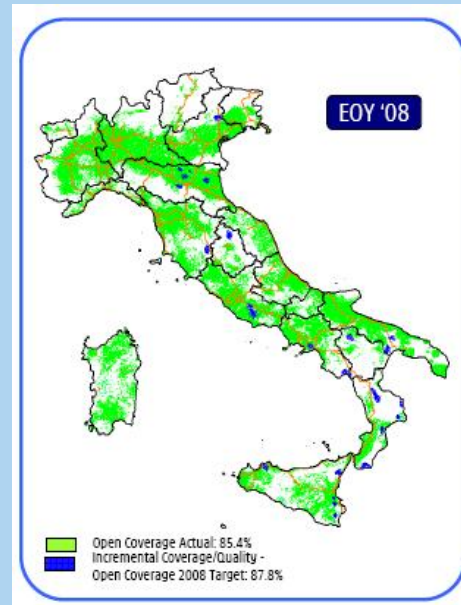 EOY '08
Open Coverage Actual: 85.4%
Incremental Coverage/Quality -
Open Coverage 2008 Target: 87.8%